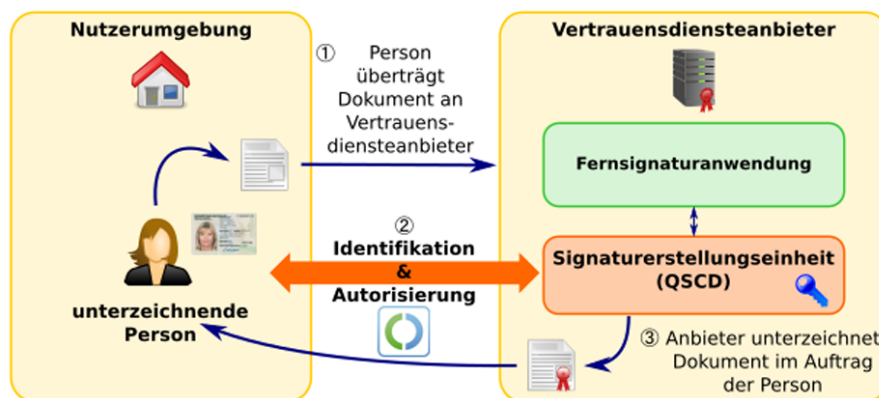 Nutzerumgebung
① Person
überträgt
Dokument an
Vertrauens-
diensteanbieter
Vertrauensdiensteanbieter
Fernsignaturanwendung
②
Identifikation
&
Autorisierung
Signaturerstellungseinheit
(QSCD)
unterzeichnende
Person
③ Anbieter unterzeichnet
Dokument im Auftrag
der Person